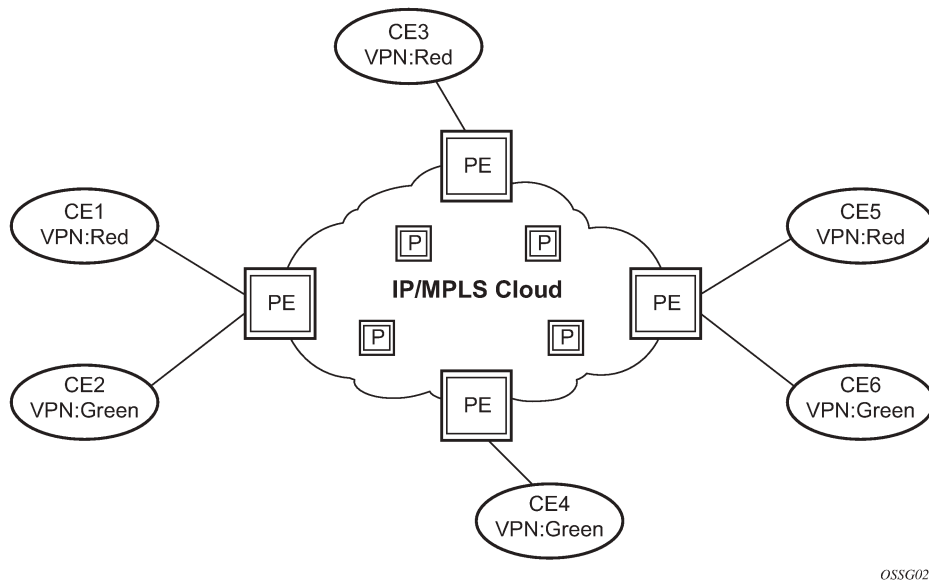 CE3
VPN:Red
PE
CE1
VPN:Red
CE5
VPN:Red
P
P
PE
IP/MPLS Cloud
PE
P
P
CE2
VPN:Green
PE
CE6
VPN:Green
CE4
VPN:Green
OSSG02